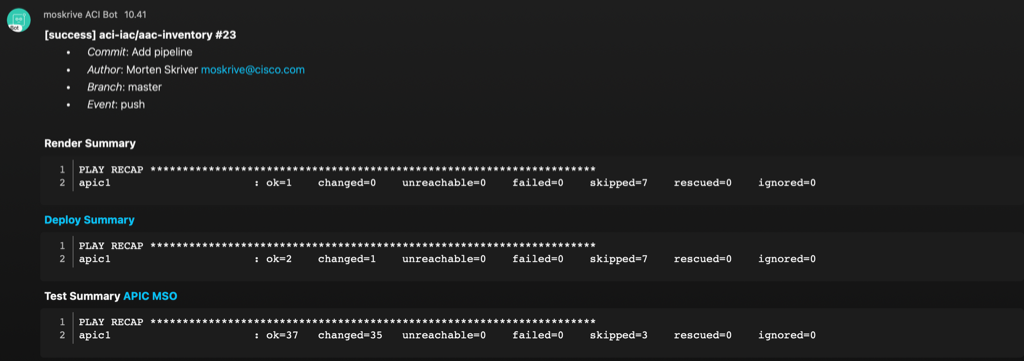 moskrive ACI Bot 10.41
[success] aci-iac/aac-inventory #23
• Commit: Add pipeline
• Author: Morten Skriver moskrive@cisco.com
• Branch: master
• Event: push
Render Summary
1 PLAY RECAP *********************************************************************
2 apic1 : ok=1 changed=0 unreachable=0 failed=0 skipped=7 rescued=0 ignored=0
Deploy Summary
1 PLAY RECAP *********************************************************************
2 apic1 : ok=2 changed=1 unreachable=0 failed=0 skipped=7 rescued=0 ignored=0
Test Summary APIC MSO
1 PLAY RECAP *********************************************************************
2 apic1 : ok=37 changed=35 unreachable=0 failed=0 skipped=3 rescued=0 ignored=0